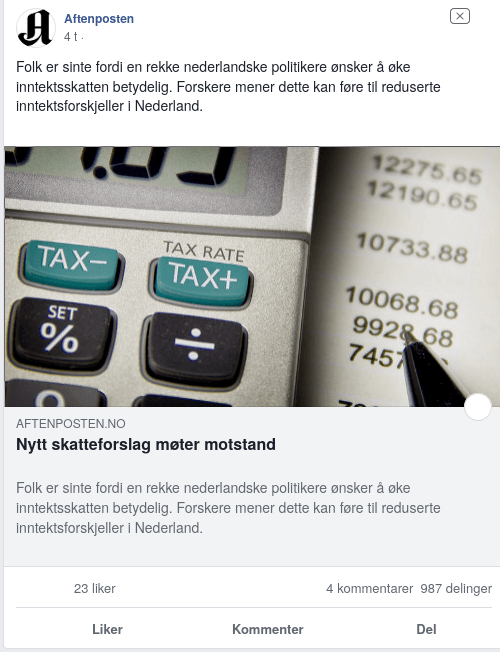 Aftenposten
4 t ·
Folk er sinte fordi en rekke nederlandske politikere ønsker å øke
inntektsskatten betydelig. Forskere mener dette kan føre til reduserte
inntektsforskjeller i Nederland.
12275.65
12190.65
10733.88
10068.68
9928.68
TAX−
TAX RATE
TAX+
SET
%
÷
AFTENPOSTEN.NO
Nytt skatteforslag møter motstand
Folk er sinte fordi en rekke nederlandske politikere ønsker å øke
inntektsskatten betydelig. Forskere mener dette kan føre til reduserte
inntektsforskjeller i Nederland.
23 liker
4 kommentarer 987 delinger
Liker Kommenter Del